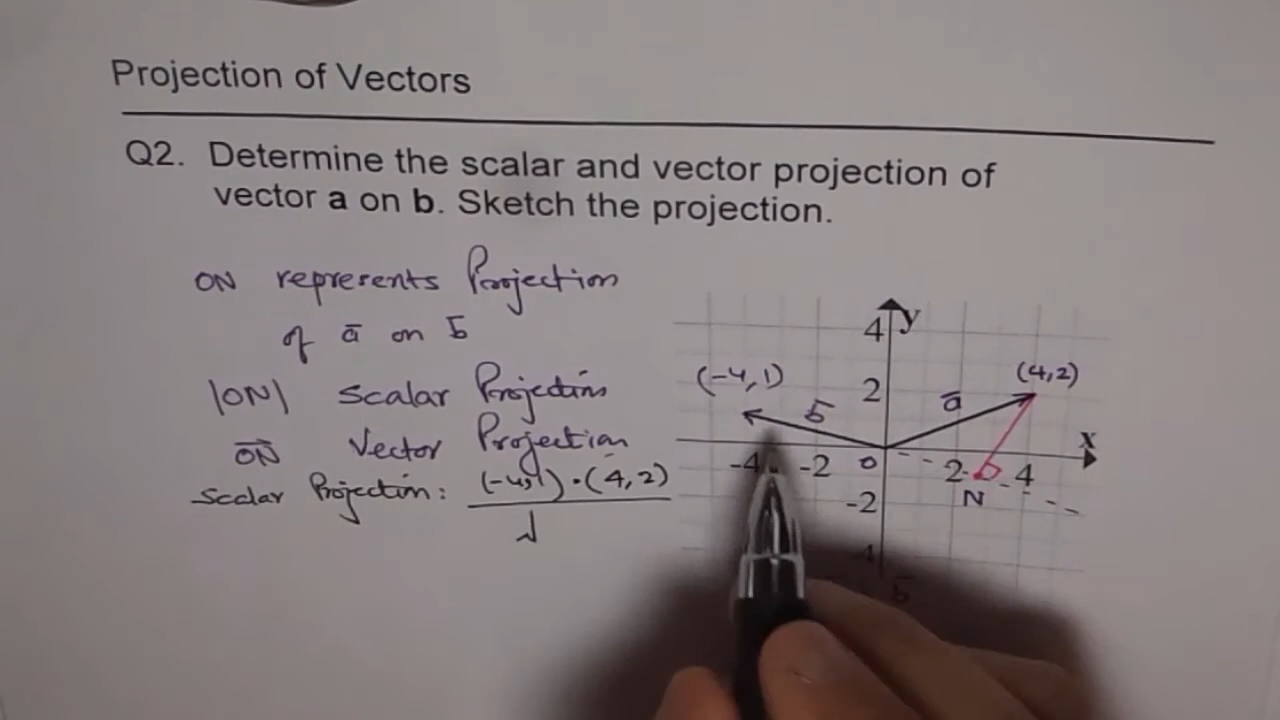 Projection of Vectors
Q2. Determine the scalar and vector projection of
vector a on b. Sketch the projection.
ON represents Projection
of a̅ on b̅
|ON| Scalar Projection
O͞N⃗ Vector Projection
Scalar Projection: (-4,1)·(4,2)
√
y
4
(-4,1)
(4,2)
2
b̅
a̅
x
-4 -2 0 2 4
N
-2
b̅